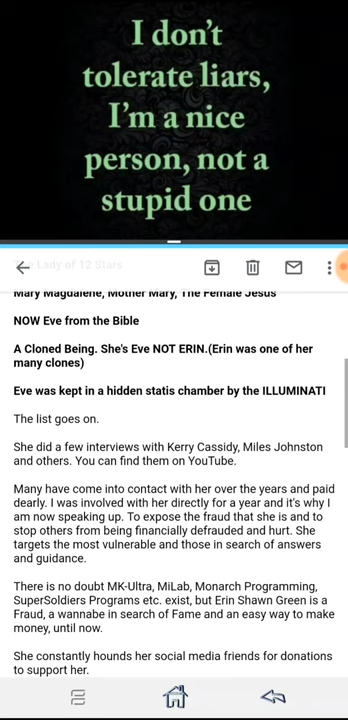 I don't
tolerate liars,
I'm a nice
person, not a
stupid one
The Lady of 12 Stars
Mary Magdalene, Mother Mary, The Female Jesus
NOW Eve from the Bible
A Cloned Being. She's Eve NOT ERIN.(Erin was one of her
many clones)
Eve was kept in a hidden statis chamber by the ILLUMINATI
The list goes on.
She did a few interviews with Kerry Cassidy, Miles Johnston
and others. You can find them on YouTube.
Many have come into contact with her over the years and paid
dearly. I was involved with her directly for a year and it's why I
am now speaking up. To expose the fraud that she is and to
stop others from being financially defrauded and hurt. She
targets the most vulnerable and those in search of answers
and guidance.
There is no doubt MK-Ultra, MiLab, Monarch Programming,
SuperSoldiers Programs etc. exist, but Erin Shawn Green is a
Fraud, a wannabe in search of Fame and an easy way to make
money, until now.
She constantly hounds her social media friends for donations
to support her.